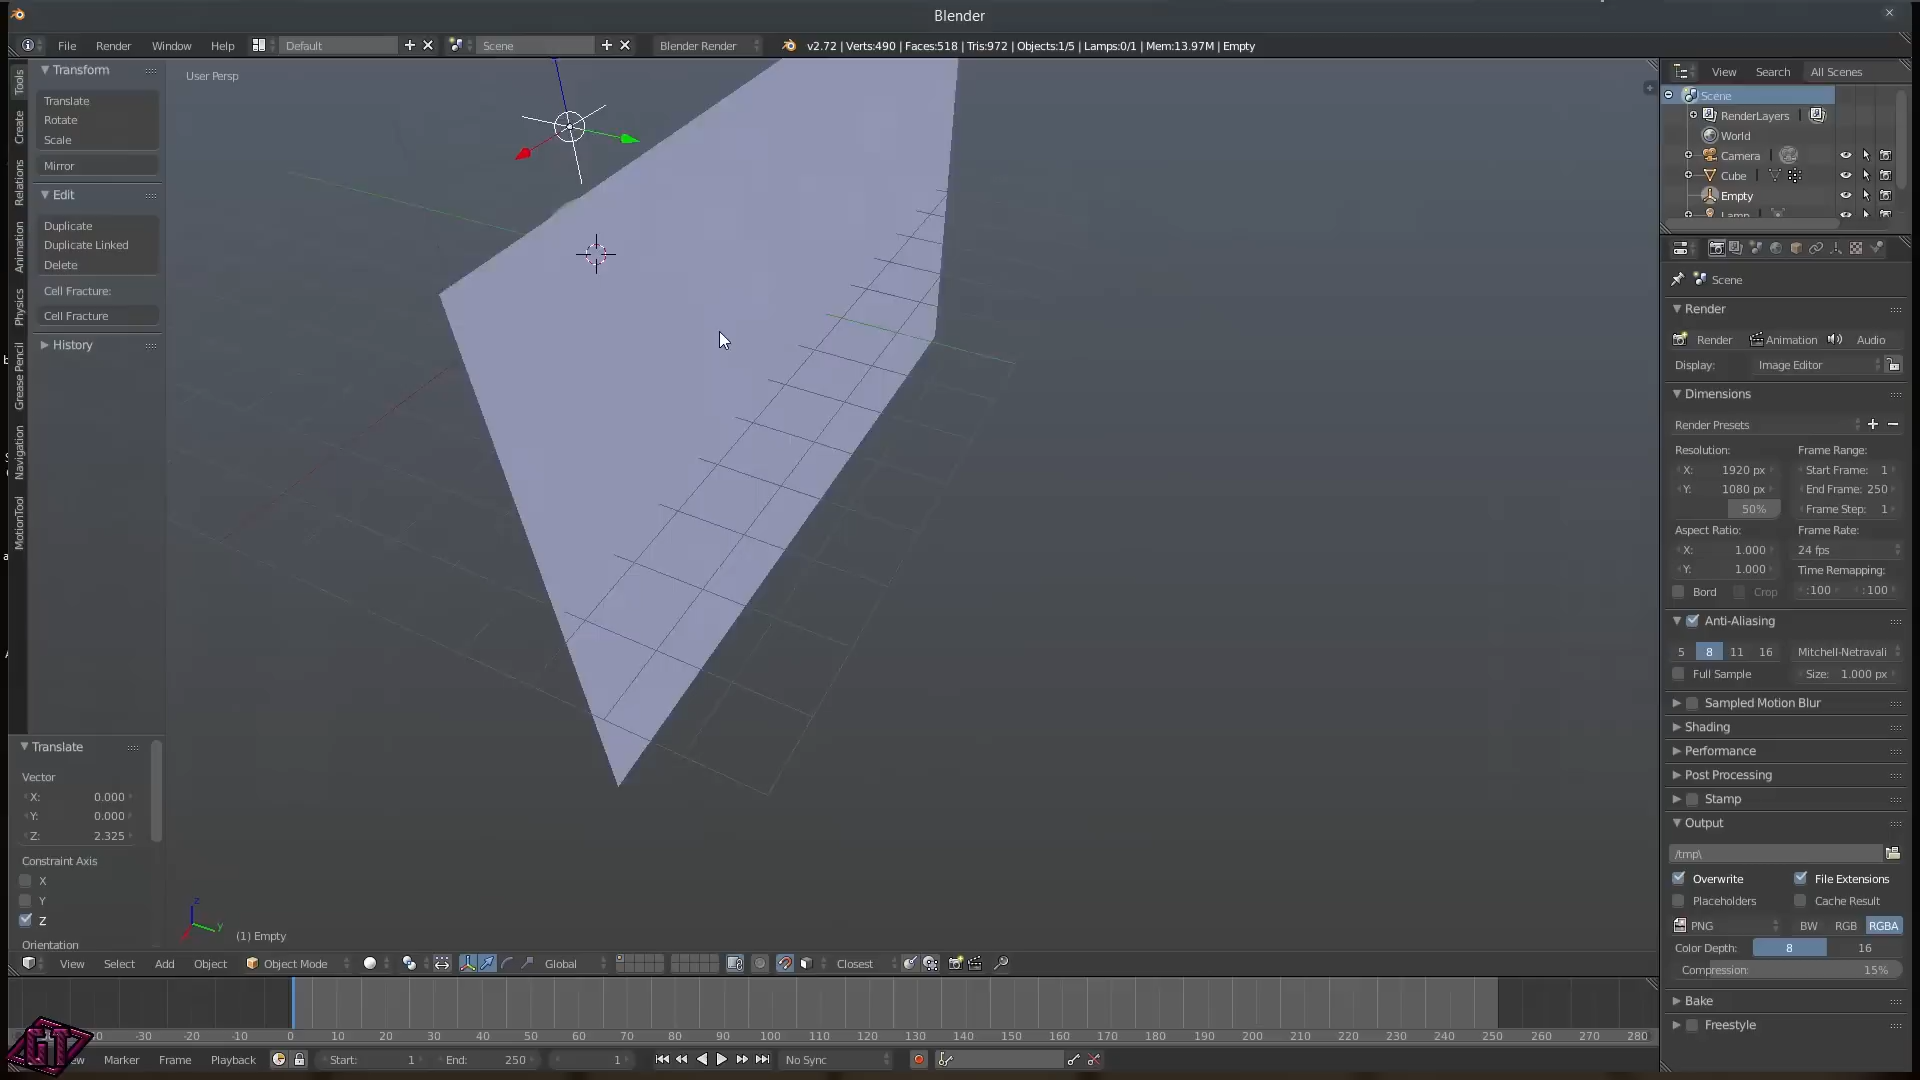 Blender
File Render Window Help Default Scene Blender Render v2.72 | Verts:490 | Faces:518 | Tris:972 | Objects:1/5 | Lamps:0/1 | Mem:13.97M | Empty
Tools
Create
Relations
Animation
Physics
Grease Pencil
Navigation
MotionTool
Transform
Translate
Rotate
Scale
Mirror
Edit
Duplicate
Duplicate Linked
Delete
Cell Fracture:
Cell Fracture
History
Translate
Vector
X: 0.000
Y: 0.000
Z: 2.325
Constraint Axis
X
Y
Z
Orientation
User Persp
z
y
(1) Empty
View Select Add Object Object Mode Global Closest
-30 -20 -10 0 10 20 30 40 50 60 70 80 90 100 110 120 130 140 150 160 170 180 190 200 210 220 230 240 250 260 270 280
Marker Frame Playback Start: 1 End: 250 1 No Sync
GT
View Search All Scenes
Scene
RenderLayers
World
Camera
Cube
Empty
Lamp
Scene
Render
Render Animation Audio
Display: Image Editor
Dimensions
Render Presets
Resolution: Frame Range:
X: 1920 px Start Frame: 1
Y: 1080 px End Frame: 250
50% Frame Step: 1
Aspect Ratio: Frame Rate:
X: 1.000 24 fps
Y: 1.000 Time Remapping:
Bord Crop :100 :100
Anti-Aliasing
5 8 11 16 Mitchell-Netravali
Full Sample Size: 1.000 px
Sampled Motion Blur
Shading
Performance
Post Processing
Stamp
Output
/tmp\
Overwrite File Extensions
Placeholders Cache Result
PNG BW RGB RGBA
Color Depth: 8 16
Compression: 15%
Bake
Freestyle